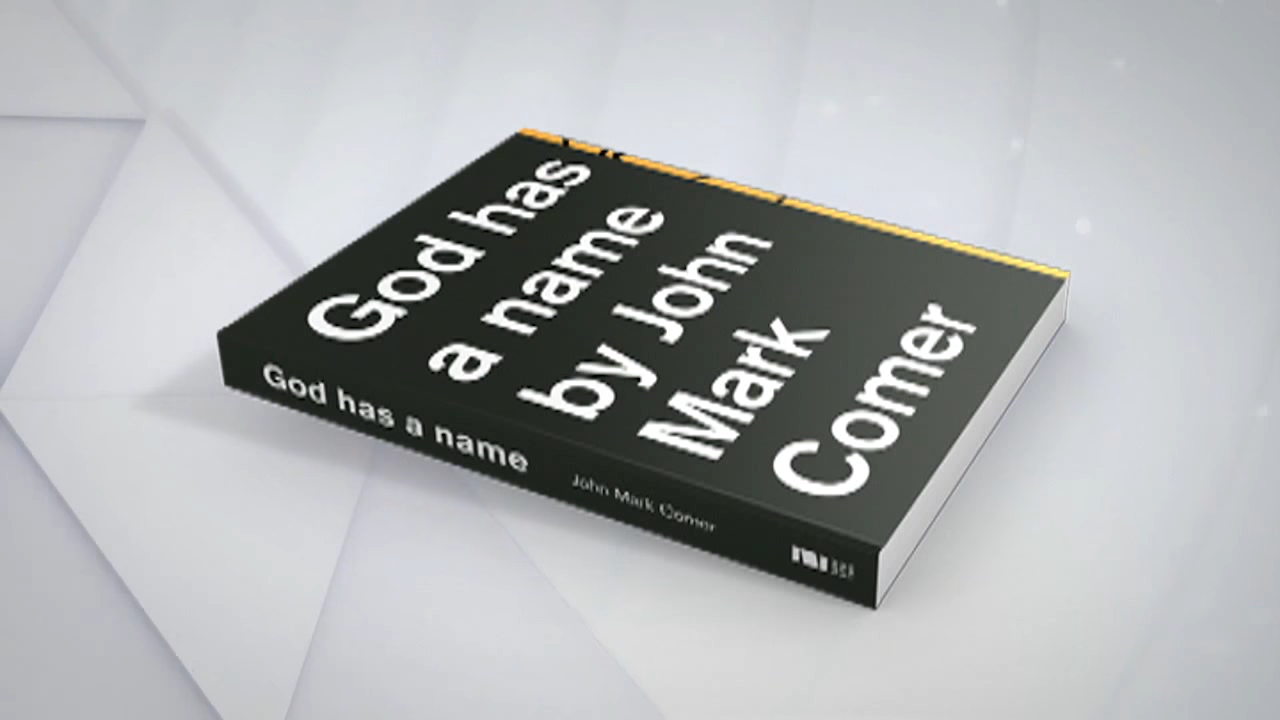 God has
a name
by John
Mark
Comer
God has a name
John Mark Comer